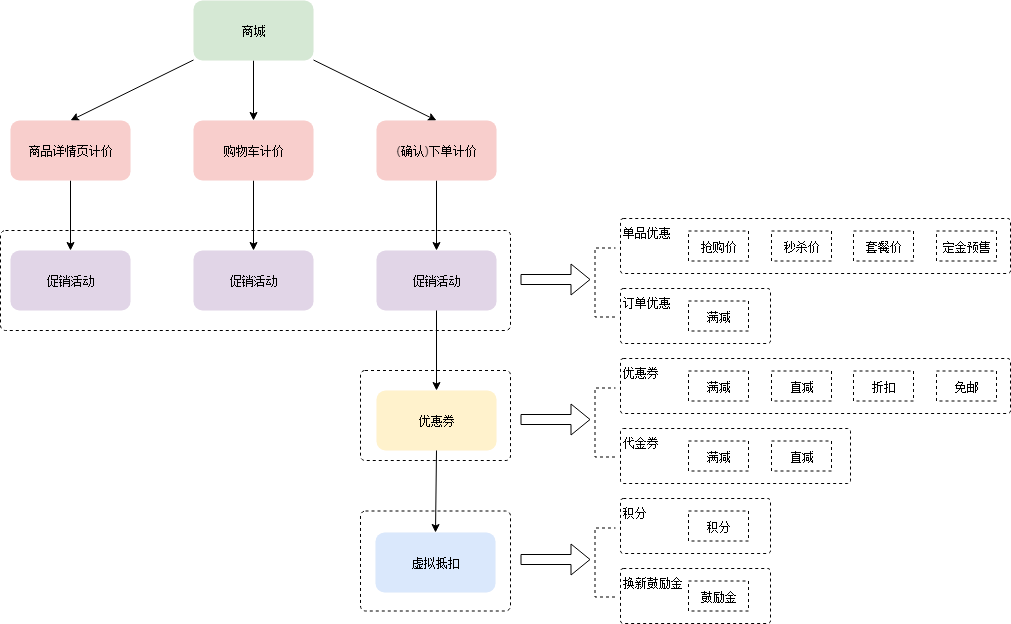 商城
商品详情页计价
购物车计价
(确认)下单计价
促销活动
促销活动
促销活动
单品优惠
抢购价
秒杀价
套餐价
定金预售
订单优惠
满减
优惠券
优惠券
满减
直减
折扣
免邮
代金券
满减
直减
虚拟抵扣
积分
积分
换新鼓励金
鼓励金